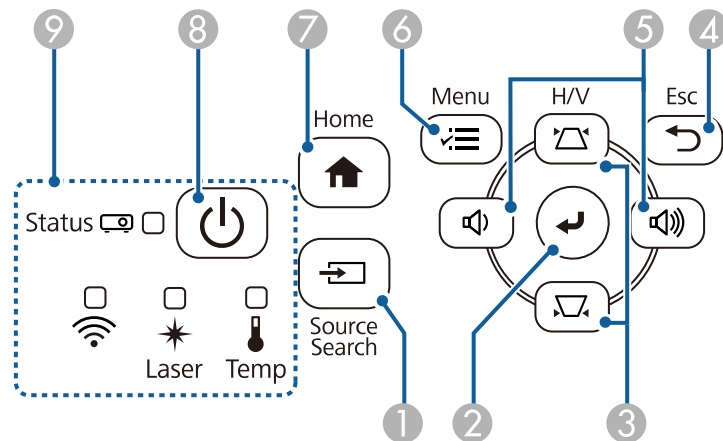 9
8
7
6
5
4
Menu
H/V
Esc
Home
Status
Source
Search
Laser
Temp
1
2
3